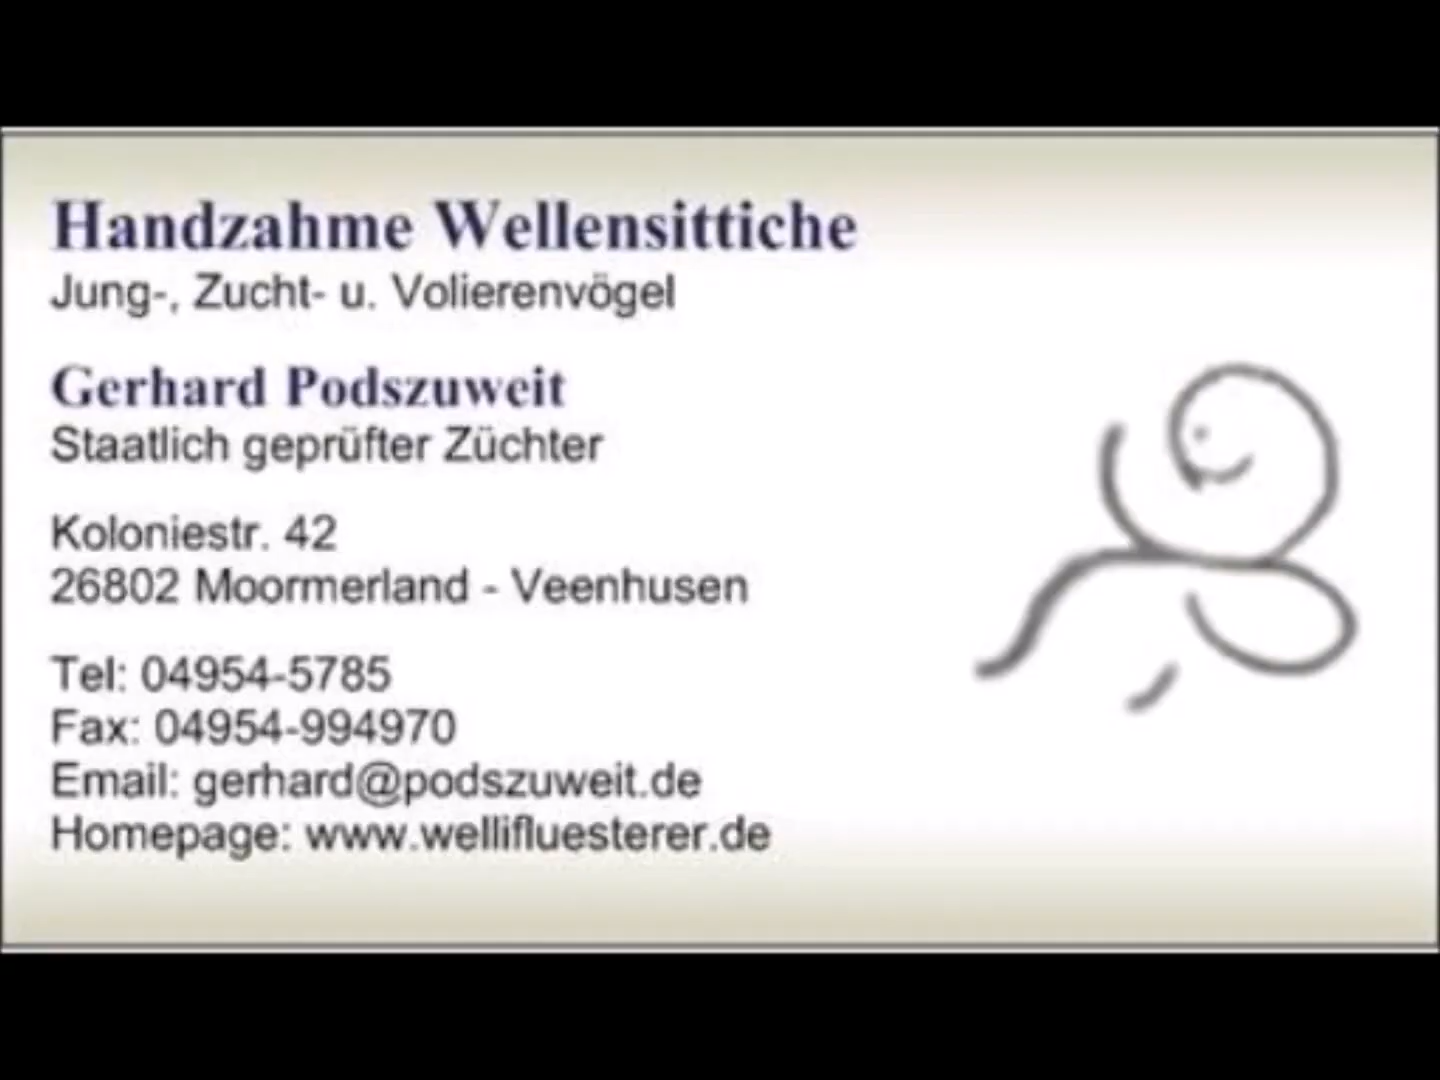 Handzahme Wellensittiche
Jung-, Zucht- u. Volierenvögel
Gerhard Podszuweit
Staatlich geprüfter Züchter
Koloniestr. 42
26802 Moormerland - Veenhusen
Tel: 04954-5785
Fax: 04954-994970
Email: gerhard@podszuweit.de
Homepage: www.wellifluesterer.de